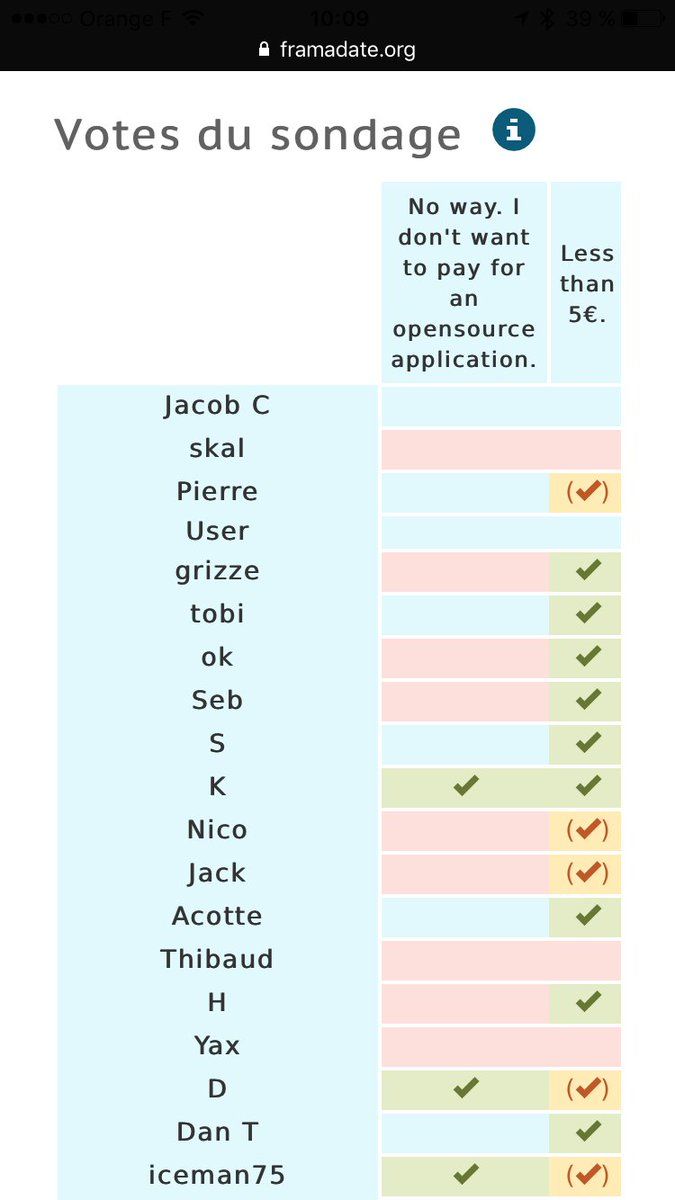 Orange F 10:09 39 %
framadate.org
Votes du sondage i
No way. I
don't want
to pay for
an
opensource
application.
Less
than
5€.
Jacob C
skal
Pierre (✔)
User
grizze ✔
tobi ✔
ok ✔
Seb ✔
S ✔
K ✔ ✔
Nico (✔)
Jack (✔)
Acotte ✔
Thibaud
H ✔
Yax
D ✔ (✔)
Dan T ✔
iceman75 ✔ (✔)